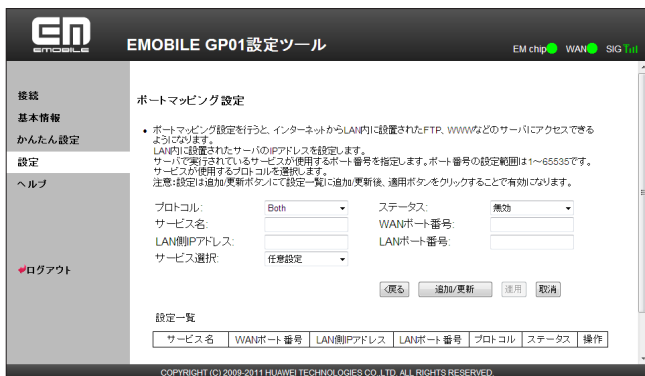 EM
EMOBILE
EMOBILE GP01設定ツール
EM chip WAN SIG
接続
基本情報
かんたん設定
設定
ヘルプ
ログアウト
ポートマッピング設定
• ポートマッピング設定を行うと、インターネットからLAN内に設置されたFTP、WWWなどのサーバにアクセスできる
ようになります。
LAN内に設置されたサーバのIPアドレスを設定します。
サーバで実行されているサービスが使用するポート番号を指定します。ポート番号の設定範囲は1～65535です。
サービスが使用するプロトコルを選択します。
注意:設定は追加/更新ボタンにて設定一覧に追加/更新後、適用ボタンをクリックすることで有効になります。
プロトコル: Both ステータス: 無効
サービス名: WANポート番号:
LAN側IPアドレス: LANポート番号:
サービス選択: 任意設定
<戻る 追加/更新 適用 取消
設定一覧
サービス名 WANポート番号 LAN側IPアドレス LANポート番号 プロトコル ステータス 操作
COPYRIGHT (C) 2009-2011 HUAWEI TECHNOLOGIES CO.,LTD. ALL RIGHTS RESERVED.